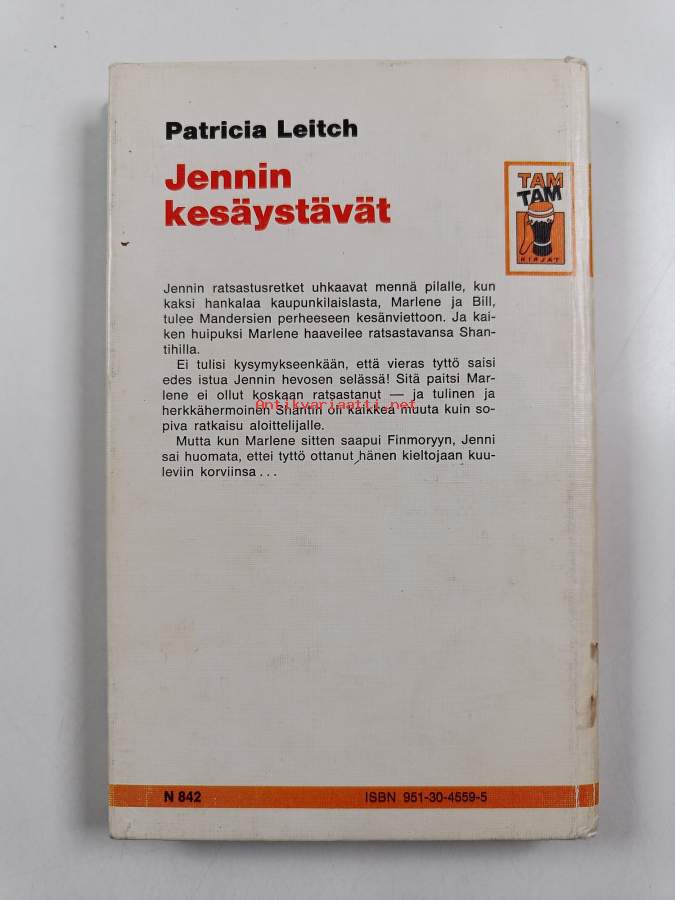 Patricia Leitch
Jennin
kesäystävät
TAM
TAM
KIRJAT
Jennin ratsastusretket uhkaavat mennä pilalle, kun
kaksi hankalaa kaupunkilaislasta, Marlene ja Bill,
tulee Mandersien perheeseen kesänviettoon. Ja kai-
ken huipuksi Marlene haaveilee ratsastavansa Shan-
tihilla.
Ei tulisi kysymykseenkään, että vieras tyttö saisi
edes istua Jennin hevosen selässä! Sitä paitsi Mar-
lene ei ollut koskaan ratsastanut — ja tulinen ja
Antikvariaatti.net
herkkähermoinen Shantih oli kaikkea muuta kuin so-
piva ratkaisu aloittelijalle.
Mutta kun Marlene sitten saapui Finmoryyn, Jenni
sai huomata, ettei tyttö ottanut hänen kieltojaan kuu-
leviin korviinsa ...
N 842
ISBN 951-30-4559-5